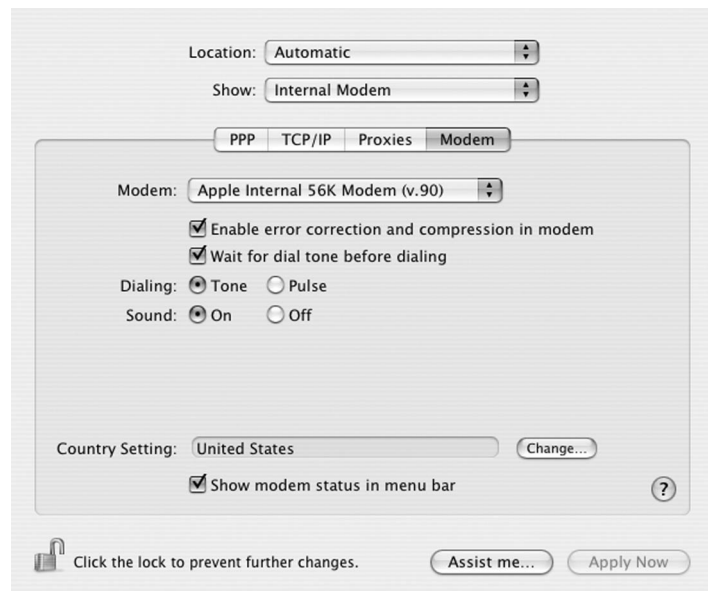 Location: Automatic
Show: Internal Modem
PPP TCP/IP Proxies Modem
Modem: Apple Internal 56K Modem (v.90)
Enable error correction and compression in modem
Wait for dial tone before dialing
Dialing: Tone Pulse
Sound: On Off
Country Setting: United States Change...
Show modem status in menu bar
?
Click the lock to prevent further changes. Assist me... Apply Now